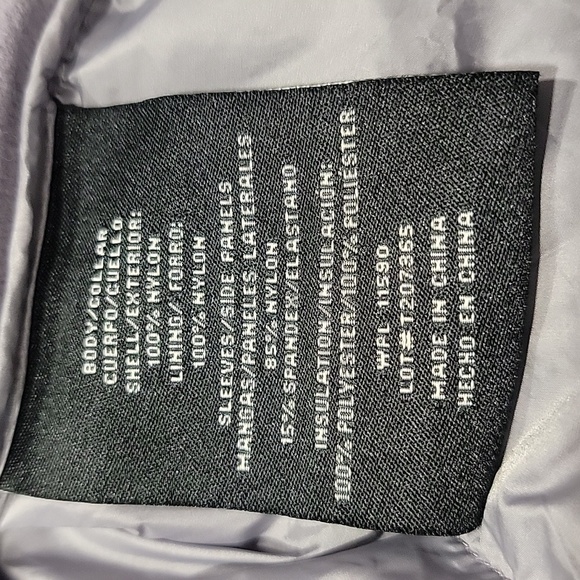 BODY/COLLAR
CUERPO/CUELLO
SHELL/EXTERIOR:
100% NYLON
LINING/ FORRO:
100% NYLON
SLEEVES/SIDE PANELS
MANGAS/PANELES LATERALES
85% NYLON
15% SPANDEX/ELASTANO
INSULATION/INSULACIÓN:
100% POLYESTER/100% POLIESTER
WPL 11590
LOT#T207365
MADE IN CHINA
HECHO EN CHINA